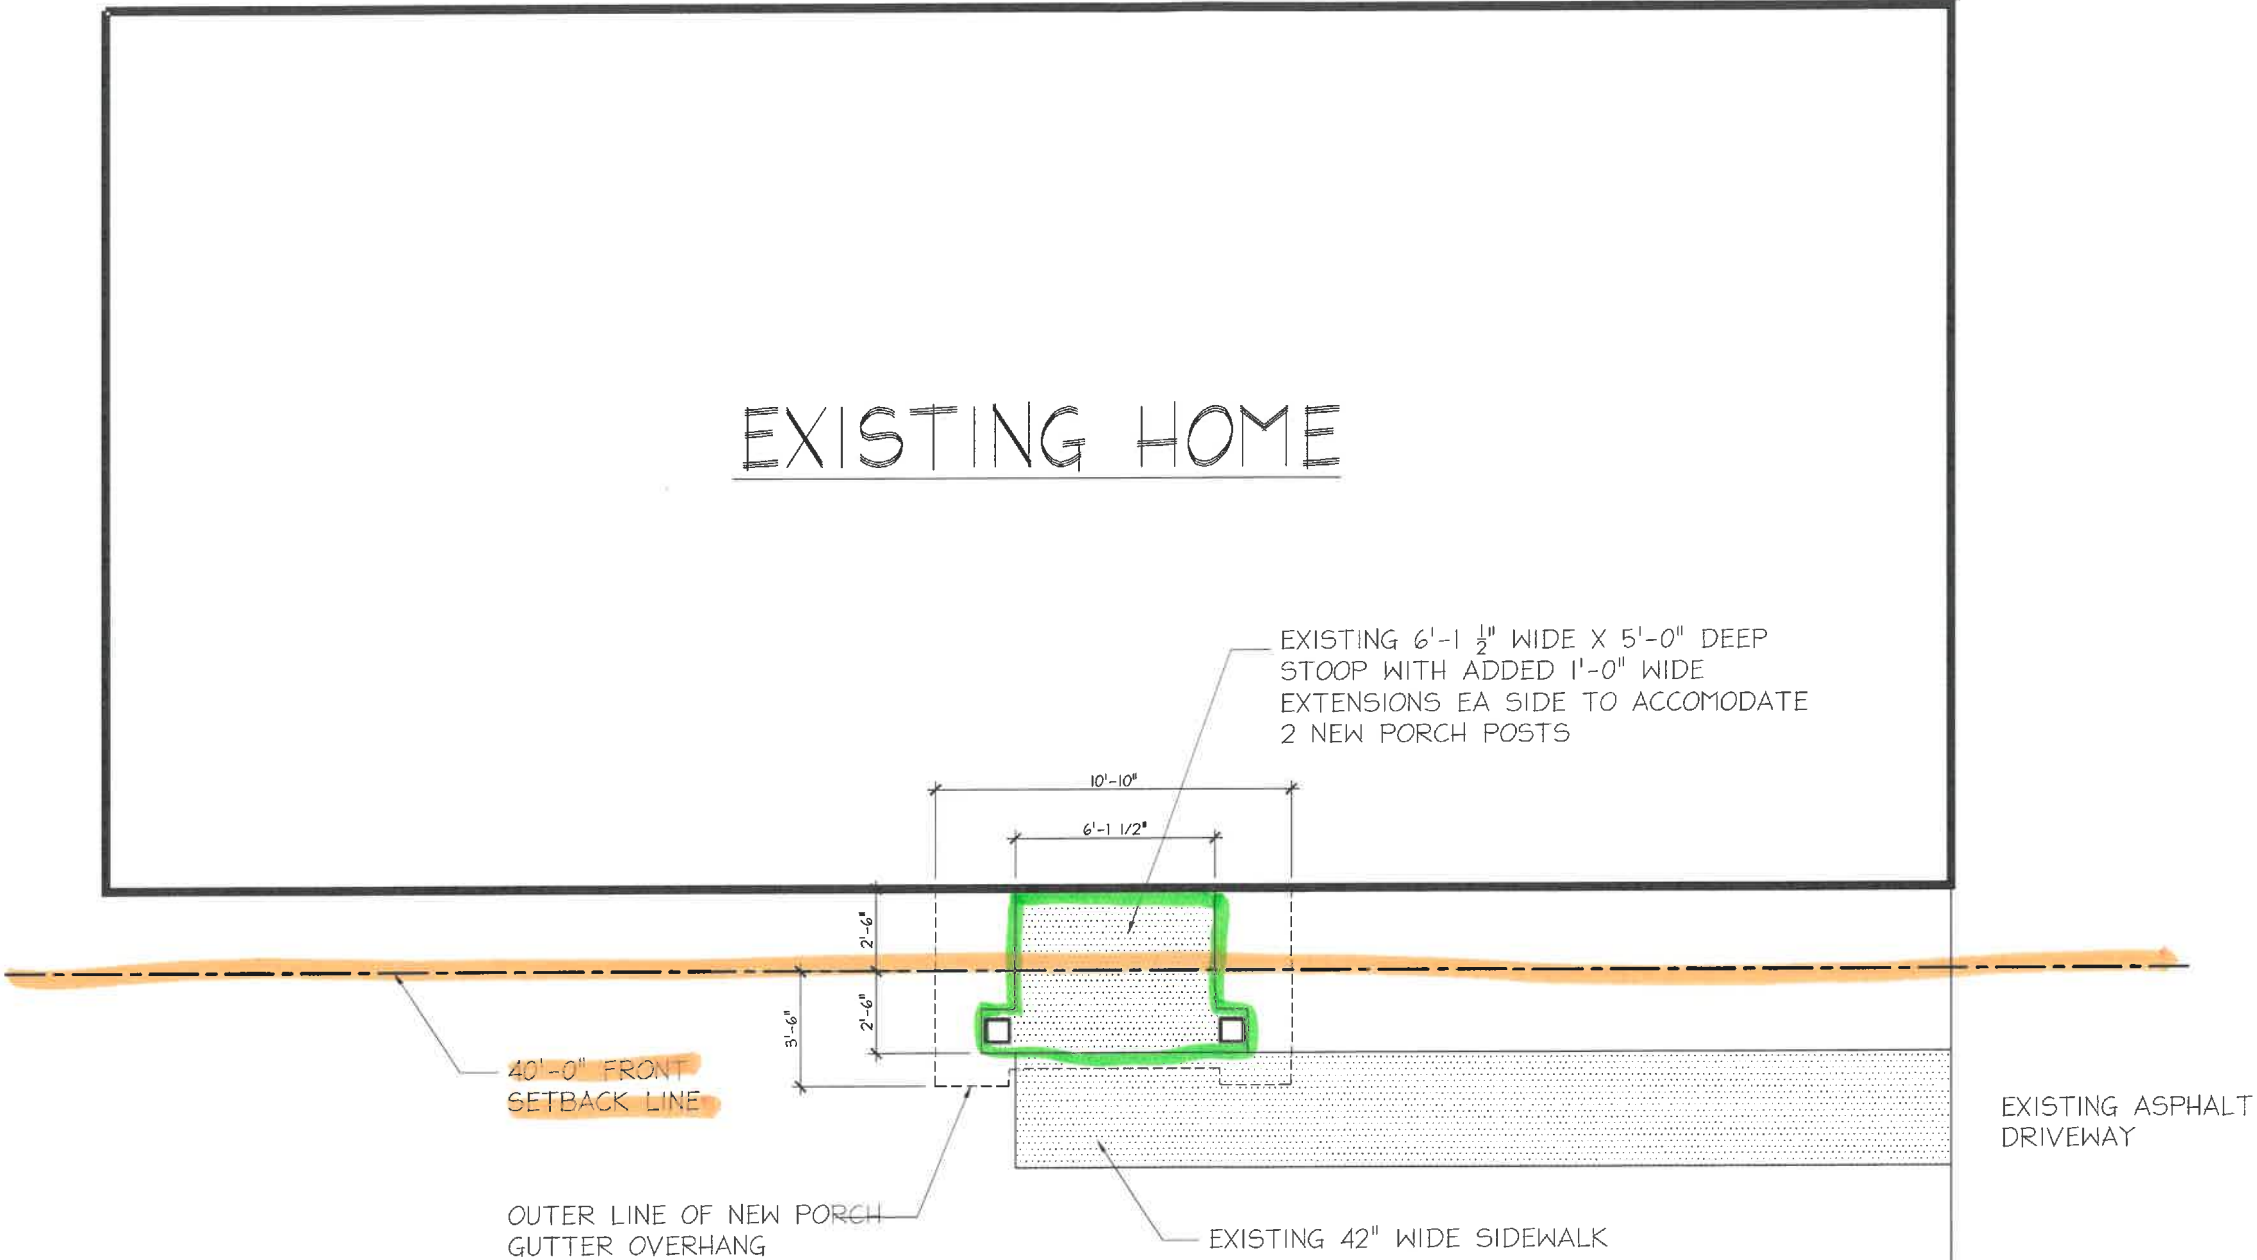 EXISTING HOME
EXISTING 6'-1 ½" WIDE X 5'-0" DEEP
STOOP WITH ADDED 1'-0" WIDE
EXTENSIONS EA SIDE TO ACCOMODATE
2 NEW PORCH POSTS
10'-10"
6'-1 1/2"
2'-6"
2'-6"
3'-6"
40'-0" FRONT
SETBACK LINE
EXISTING ASPHALT
DRIVEWAY
OUTER LINE OF NEW PORCH
GUTTER OVERHANG
EXISTING 42" WIDE SIDEWALK